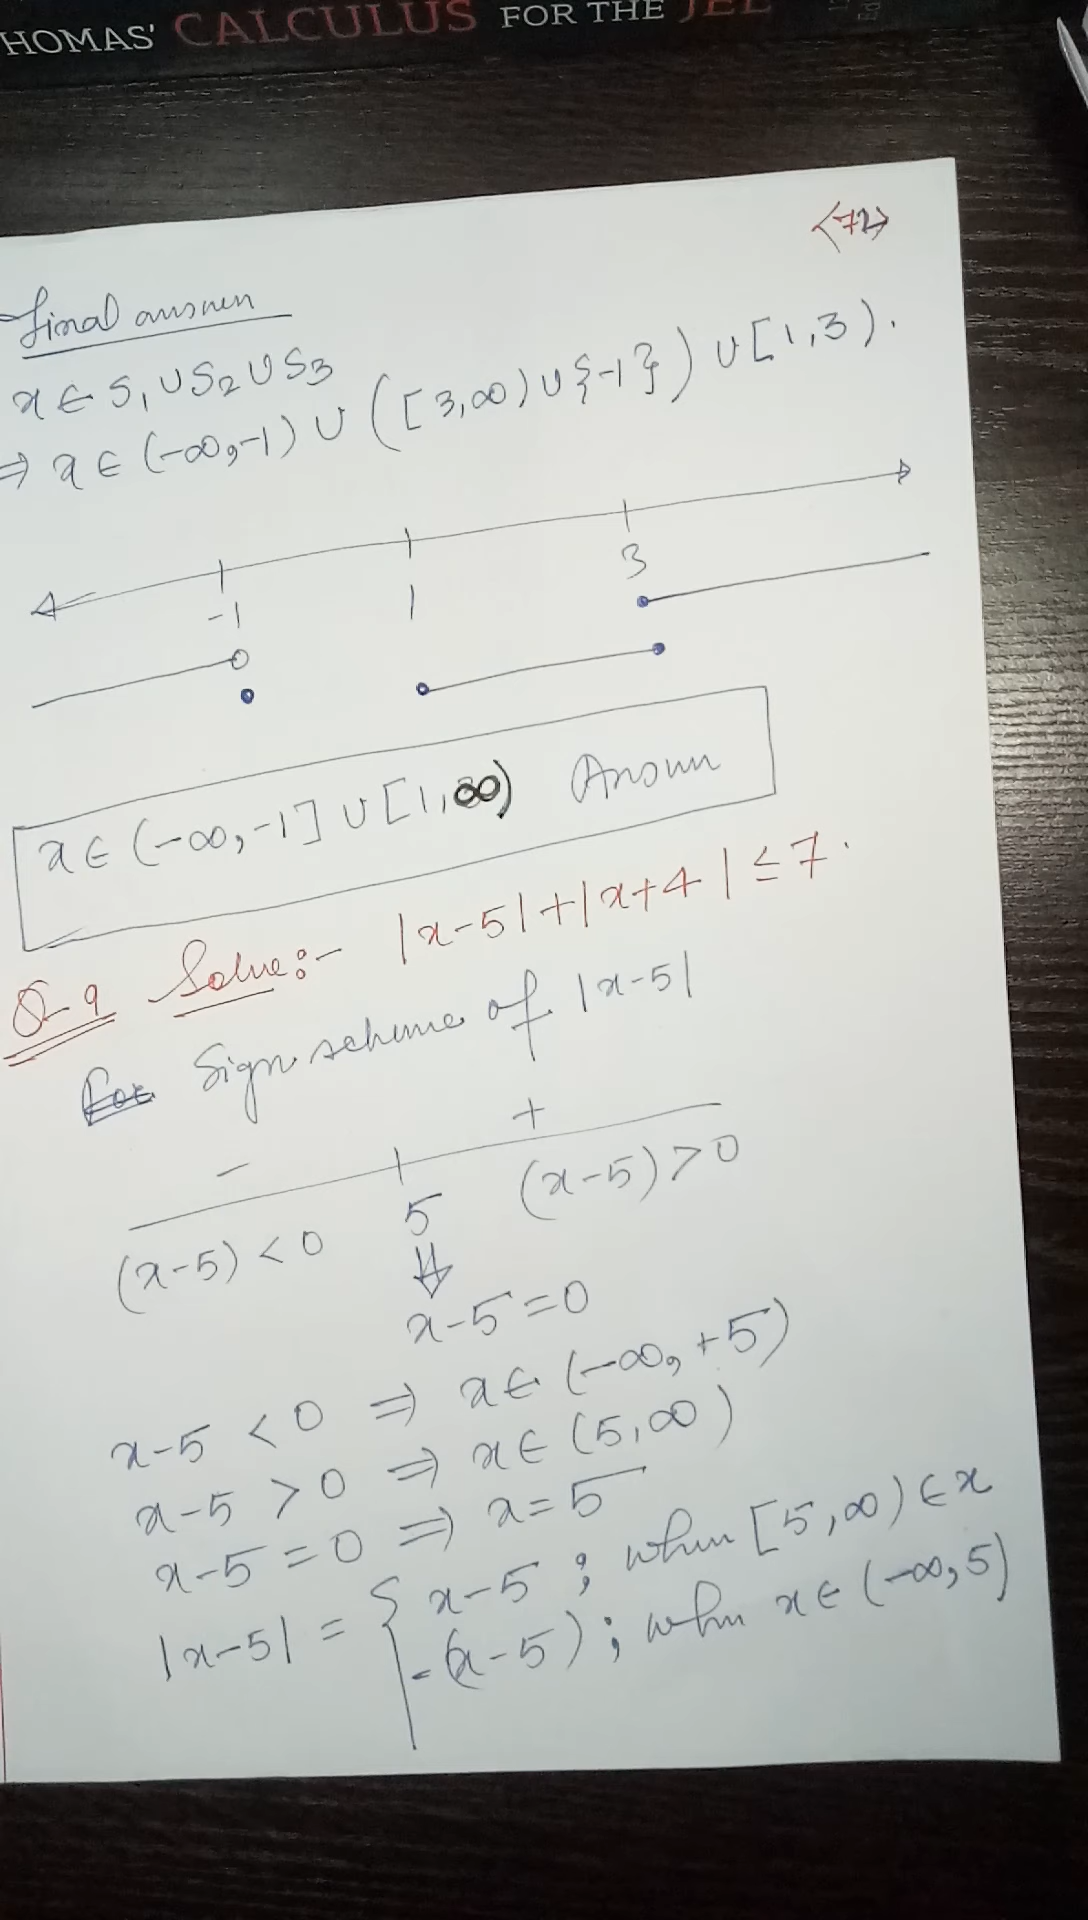 HOMAS' CALCULUS FOR THE JEE
<72>
final answer
x ∈ S₁ ∪ S₂ ∪ S₃
⇒ x ∈ (-∞,-1) ∪ ([3,∞) ∪ {-1}) ∪ [1,3).
-1 1 3
x ∈ (-∞,-1] ∪ [1,∞) Answer
Q-9 Solve:- |x-5|+|x+4| ≤ 7.
For Sign scheme of |x-5|
- +
(x-5) < 0 5 (x-5) > 0
⇓
x-5=0
x-5 < 0 ⇒ x ∈ (-∞, +5)
x-5 > 0 ⇒ x ∈ (5,∞)
x-5 = 0 ⇒ x = 5
|x-5| = { x-5 ; when [5,∞) ∈ x
-(x-5) ; when x ∈ (-∞,5)